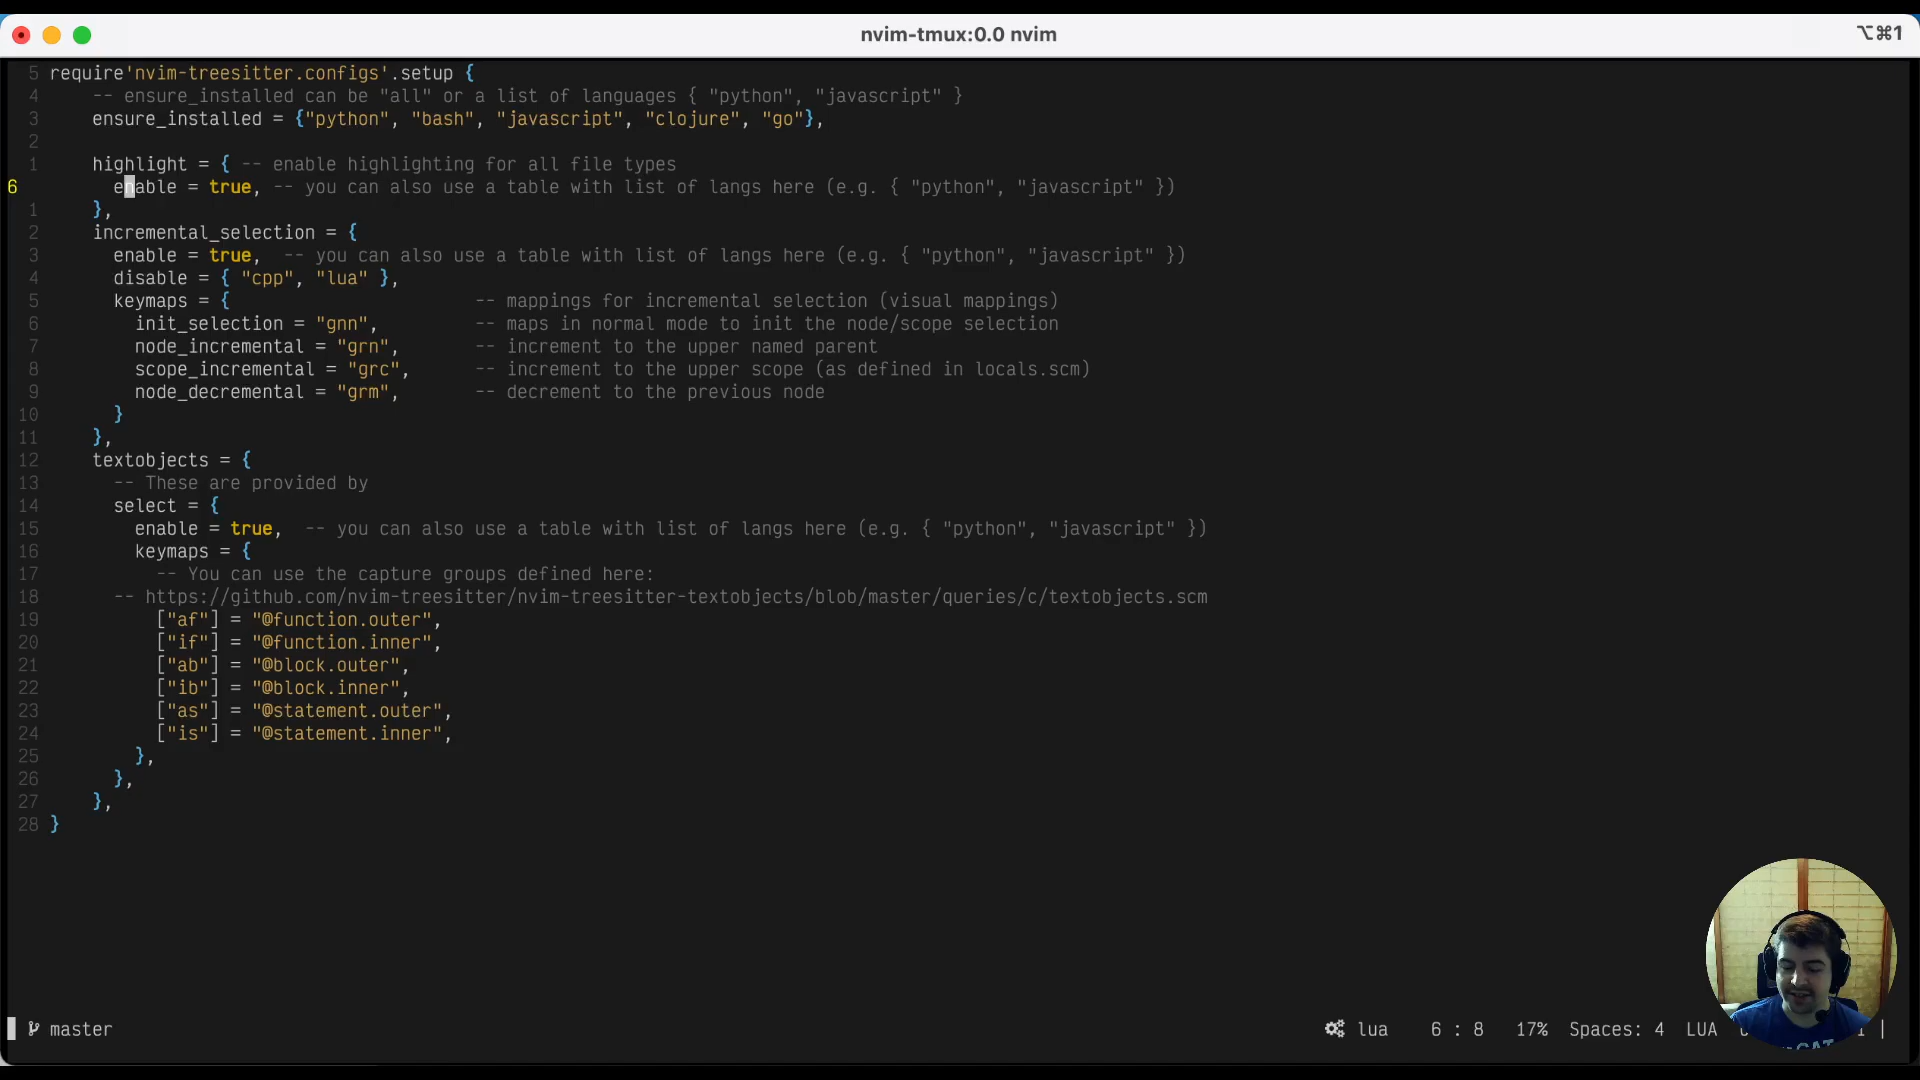 nvim-tmux:0.0 nvim
⌥⌘1
5 require'nvim-treesitter.configs'.setup {
4     -- ensure_installed can be "all" or a list of languages { "python", "javascript" }
3     ensure_installed = {"python", "bash", "javascript", "clojure", "go"},
2
1     highlight = { -- enable highlighting for all file types
6       enable = true, -- you can also use a table with list of langs here (e.g. { "python", "javascript" })
1     },
2     incremental_selection = {
3       enable = true,  -- you can also use a table with list of langs here (e.g. { "python", "javascript" })
4       disable = { "cpp", "lua" },
5       keymaps = {                       -- mappings for incremental selection (visual mappings)
6         init_selection = "gnn",         -- maps in normal mode to init the node/scope selection
7         node_incremental = "grn",       -- increment to the upper named parent
8         scope_incremental = "grc",      -- increment to the upper scope (as defined in locals.scm)
9         node_decremental = "grm",       -- decrement to the previous node
10       }
11     },
12     textobjects = {
13       -- These are provided by
14       select = {
15         enable = true,  -- you can also use a table with list of langs here (e.g. { "python", "javascript" })
16         keymaps = {
17           -- You can use the capture groups defined here:
18       -- https://github.com/nvim-treesitter/nvim-treesitter-textobjects/blob/master/queries/c/textobjects.scm
19           ["af"] = "@function.outer",
20           ["if"] = "@function.inner",
21           ["ab"] = "@block.outer",
22           ["ib"] = "@block.inner",
23           ["as"] = "@statement.outer",
24           ["is"] = "@statement.inner",
25         },
26       },
27     },
28 }
master lua 6 : 8 17% Spaces: 4 LUA